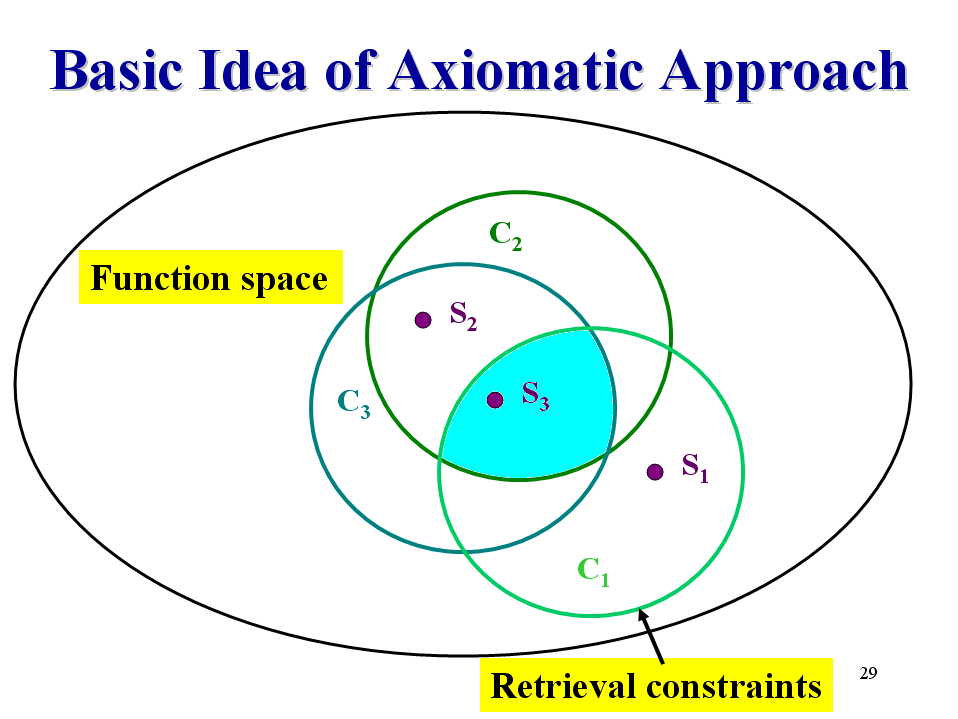 Basic Idea of Axiomatic Approach
C2
Function space
S2
C3
S3
S1
C1
Retrieval constraints
29